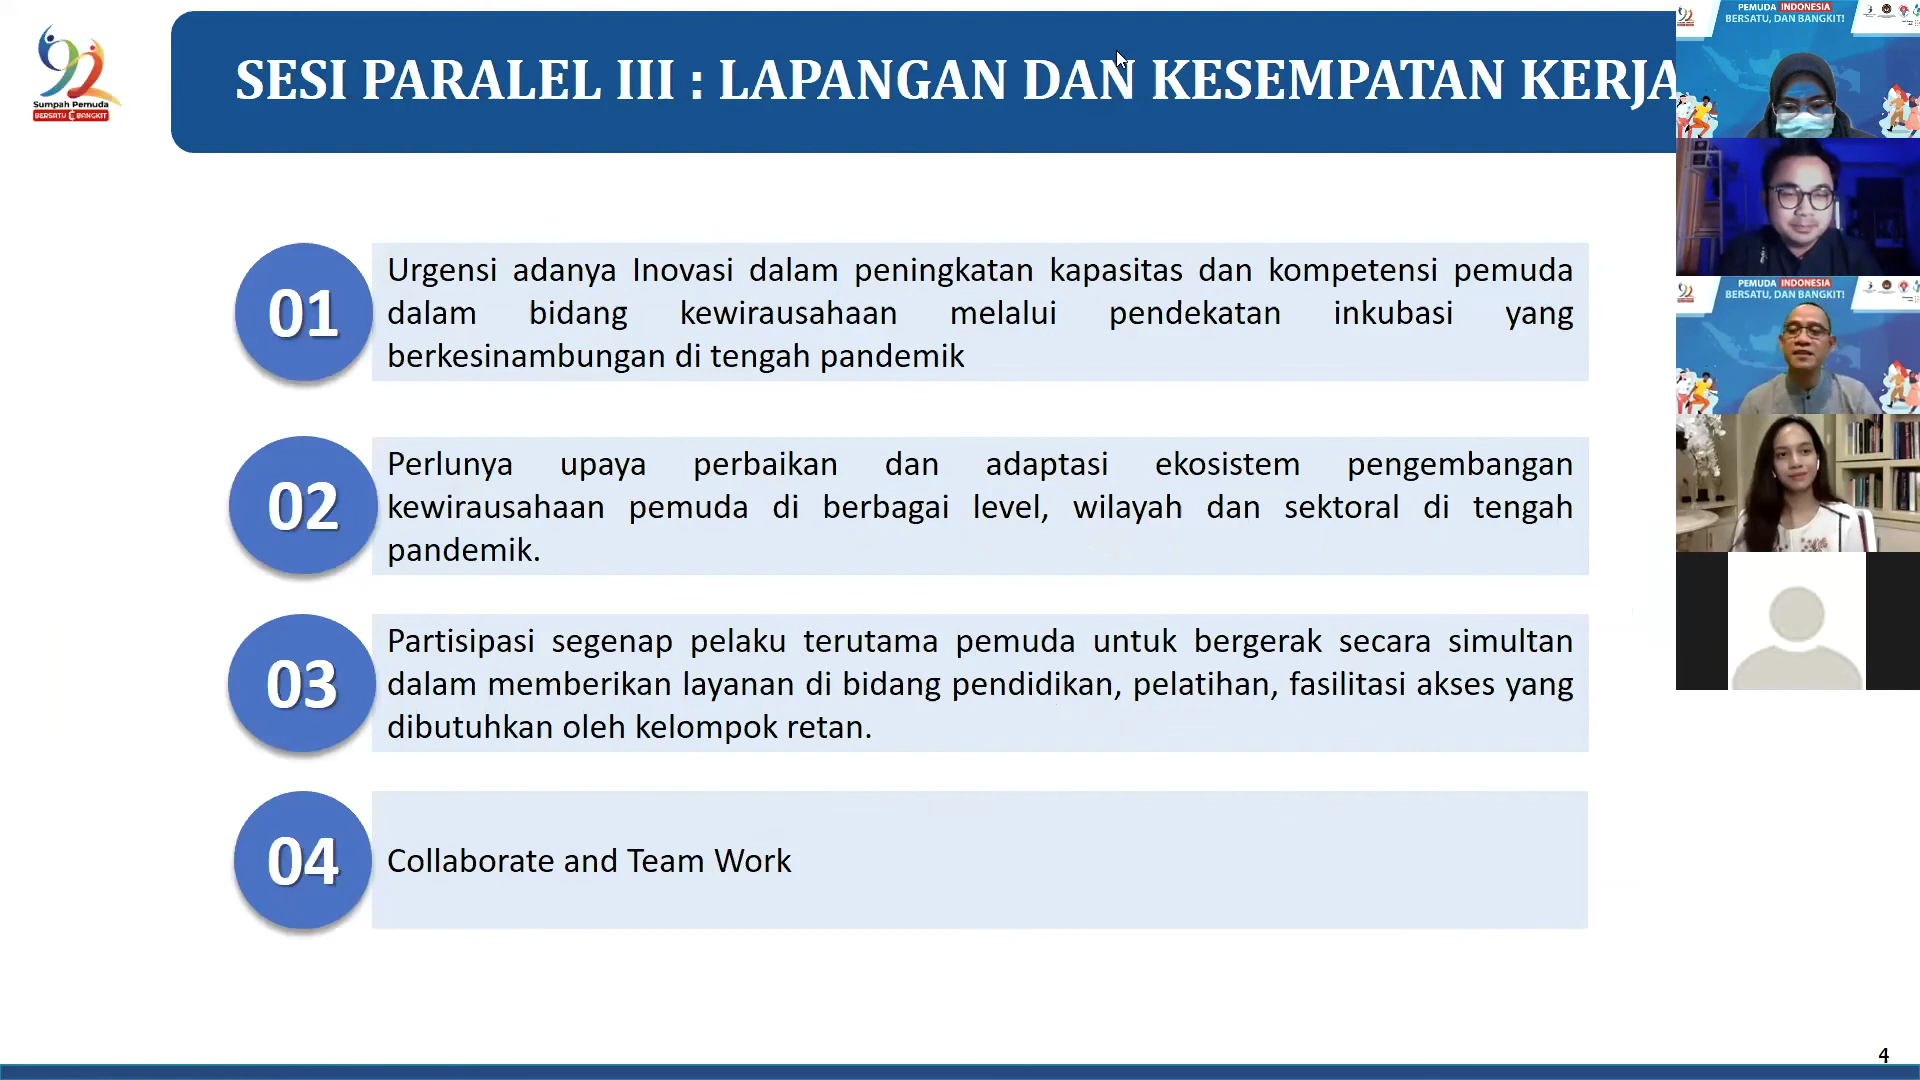 Sumpah Pemuda
BERSATU & BANGKIT
SESI PARALEL III : LAPANGAN DAN KESEMPATAN KERJA
01
Urgensi adanya Inovasi dalam peningkatan kapasitas dan kompetensi pemuda
dalam bidang kewirausahaan melalui pendekatan inkubasi yang
berkesinambungan di tengah pandemik
02
Perlunya upaya perbaikan dan adaptasi ekosistem pengembangan
kewirausahaan pemuda di berbagai level, wilayah dan sektoral di tengah
pandemik.
03
Partisipasi segenap pelaku terutama pemuda untuk bergerak secara simultan
dalam memberikan layanan di bidang pendidikan, pelatihan, fasilitasi akses yang
dibutuhkan oleh kelompok retan.
04
Collaborate and Team Work
PEMUDA INDONESIA
BERSATU, DAN BANGKIT!
PEMUDA INDONESIA
BERSATU, DAN BANGKIT!
4